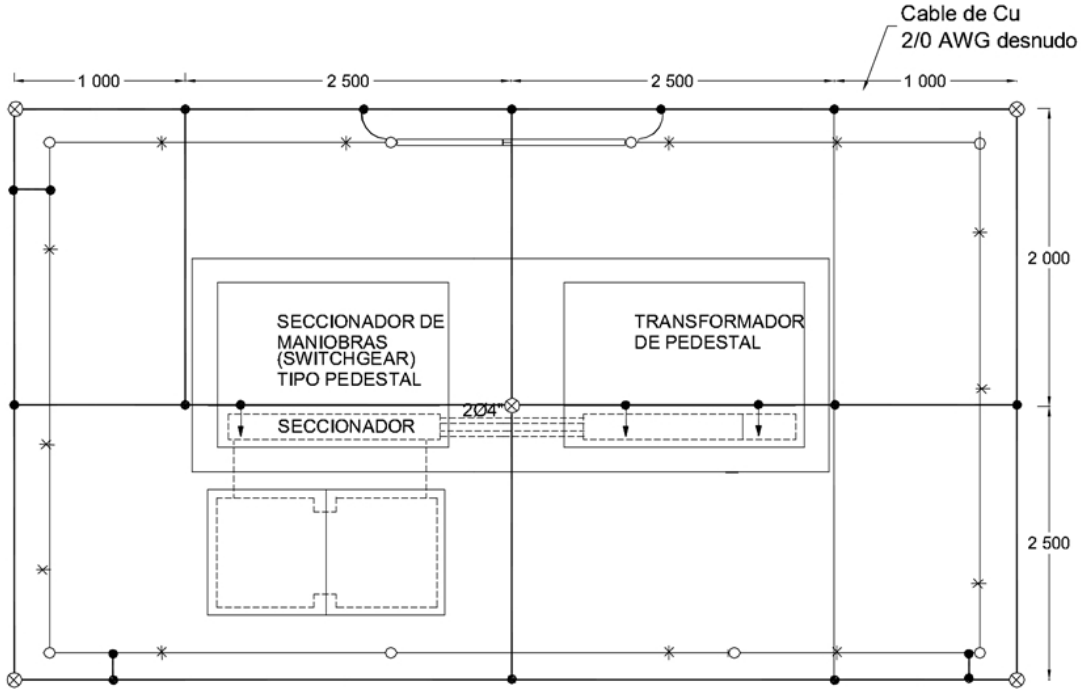 Cable de Cu
2/0 AWG desnudo
1 000
2 500
2 500
1 000
2 000
SECCIONADOR DE
MANIOBRAS
(SWITCHGEAR)
TIPO PEDESTAL
TRANSFORMADOR
DE PEDESTAL
2Ø4"
SECCIONADOR
2 500